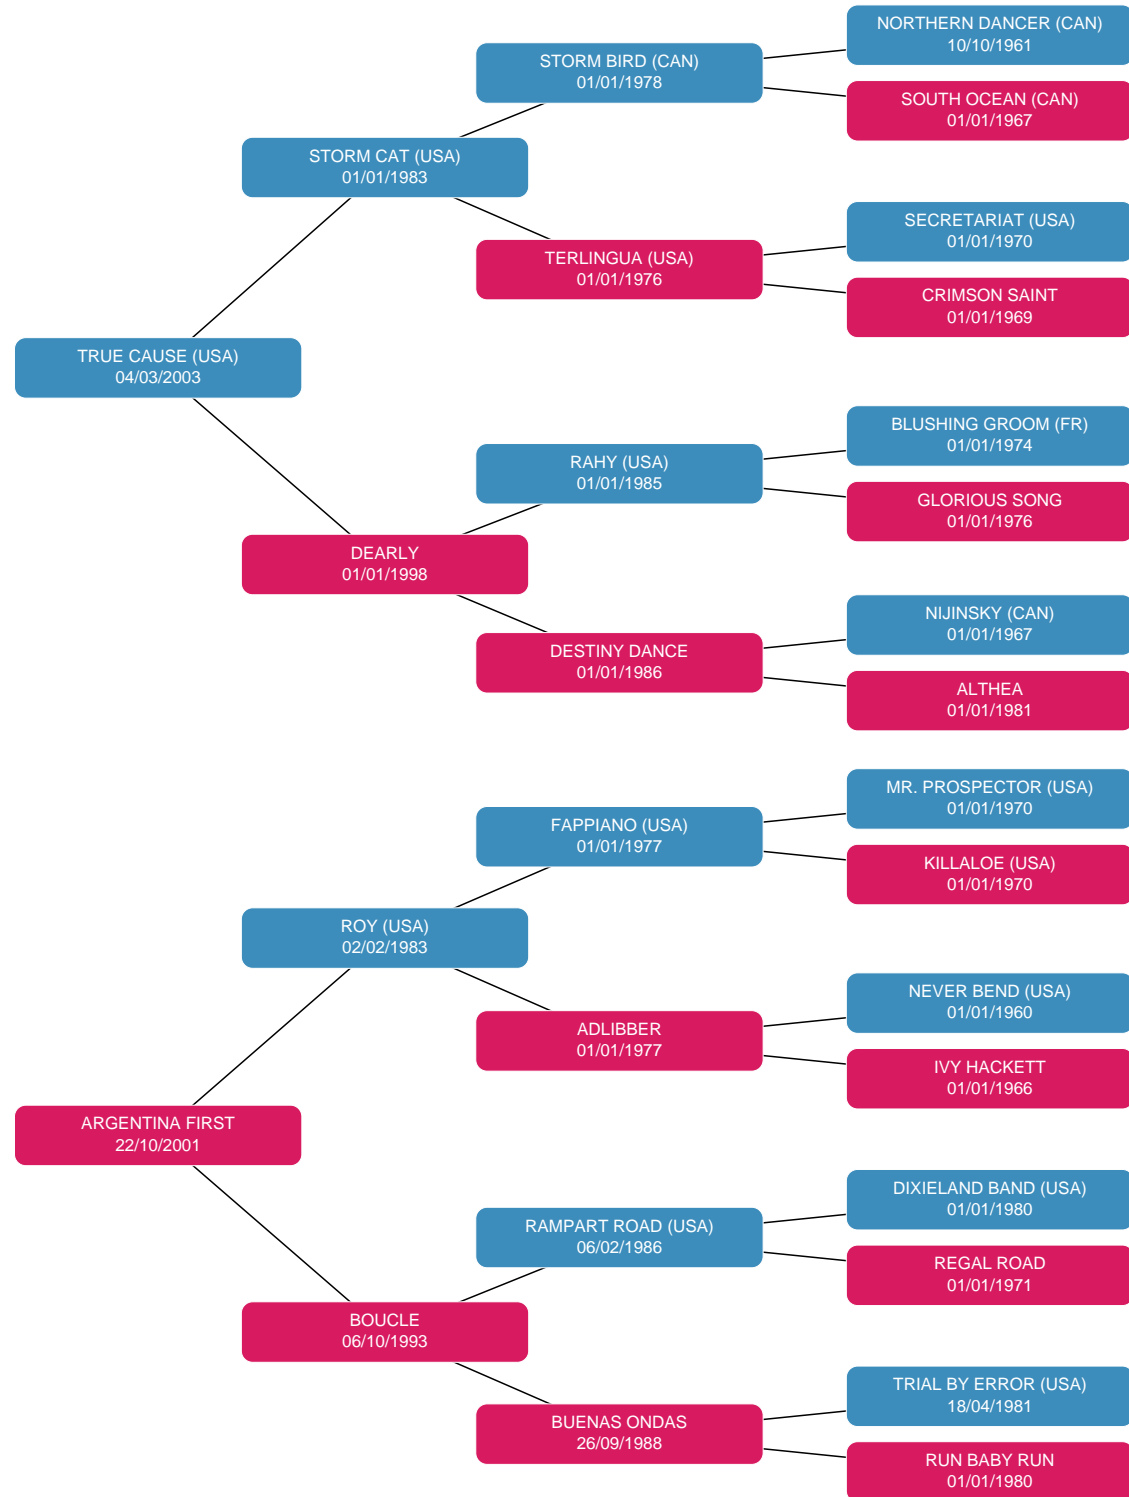 NORTHERN DANCER (CAN)
10/10/1961
STORM BIRD (CAN)
01/01/1978
SOUTH OCEAN (CAN)
01/01/1967
STORM CAT (USA)
01/01/1983
SECRETARIAT (USA)
01/01/1970
TERLINGUA (USA)
01/01/1976
CRIMSON SAINT
01/01/1969
TRUE CAUSE (USA)
04/03/2003
BLUSHING GROOM (FR)
01/01/1974
RAHY (USA)
01/01/1985
GLORIOUS SONG
01/01/1976
DEARLY
01/01/1998
NIJINSKY (CAN)
01/01/1967
DESTINY DANCE
01/01/1986
ALTHEA
01/01/1981
MR. PROSPECTOR (USA)
01/01/1970
FAPPIANO (USA)
01/01/1977
KILLALOE (USA)
01/01/1970
ROY (USA)
02/02/1983
NEVER BEND (USA)
01/01/1960
ADLIBBER
01/01/1977
IVY HACKETT
01/01/1966
ARGENTINA FIRST
22/10/2001
DIXIELAND BAND (USA)
01/01/1980
RAMPART ROAD (USA)
06/02/1986
REGAL ROAD
01/01/1971
BOUCLE
06/10/1993
TRIAL BY ERROR (USA)
18/04/1981
BUENAS ONDAS
26/09/1988
RUN BABY RUN
01/01/1980